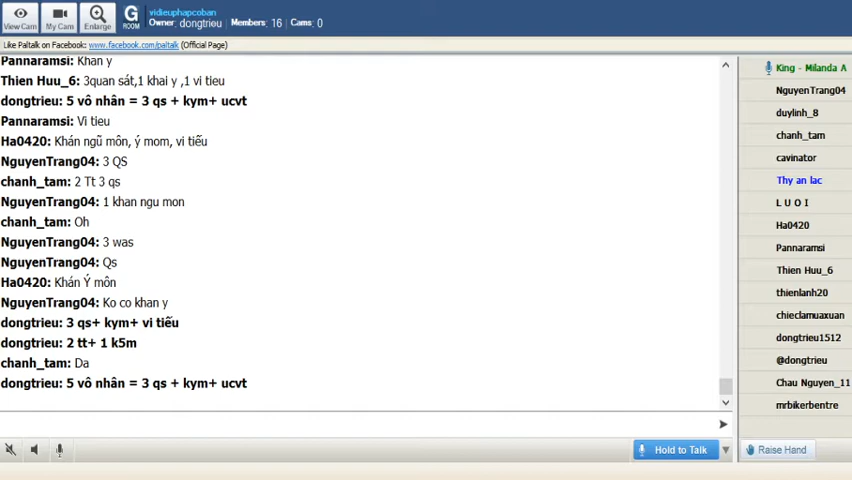 View Cam
My Cam
Enlarge
G
ROOM
vidieuphapcoban
Owner: dongtrieu Members: 16 Cams: 0
Like Paltalk on Facebook: www.facebook.com/paltalk (Official Page)
Pannaramsi: Khan y
Thien Huu_6: 3quan sát,1 khai y ,1 vi tieu
dongtrieu: 5 vô nhân = 3 qs + kym+ ucvt
Pannaramsi: Vi tieu
Ha0420: Khán ngũ môn, ý mom, vi tiếu
NguyenTrang04: 3 QS
chanh_tam: 2 Tt 3 qs
NguyenTrang04: 1 khan ngu mon
chanh_tam: Oh
NguyenTrang04: 3 was
NguyenTrang04: Qs
Ha0420: Khán Ý môn
NguyenTrang04: Ko co khan y
dongtrieu: 3 qs+ kym+ vi tiếu
dongtrieu: 2 tt+ 1 k5m
chanh_tam: Da
dongtrieu: 5 vô nhân = 3 qs + kym+ ucvt
King - Milanda A
NguyenTrang04
duylinh_8
chanh_tam
cavinator
Thy an lac
L U O I
Ha0420
Pannaramsi
Thien Huu_6
thienlanh20
chieclamuaxuan
dongtrieu1512
@dongtrieu
Chau Nguyen_11
mrbikerbentre
Hold to Talk
Raise Hand